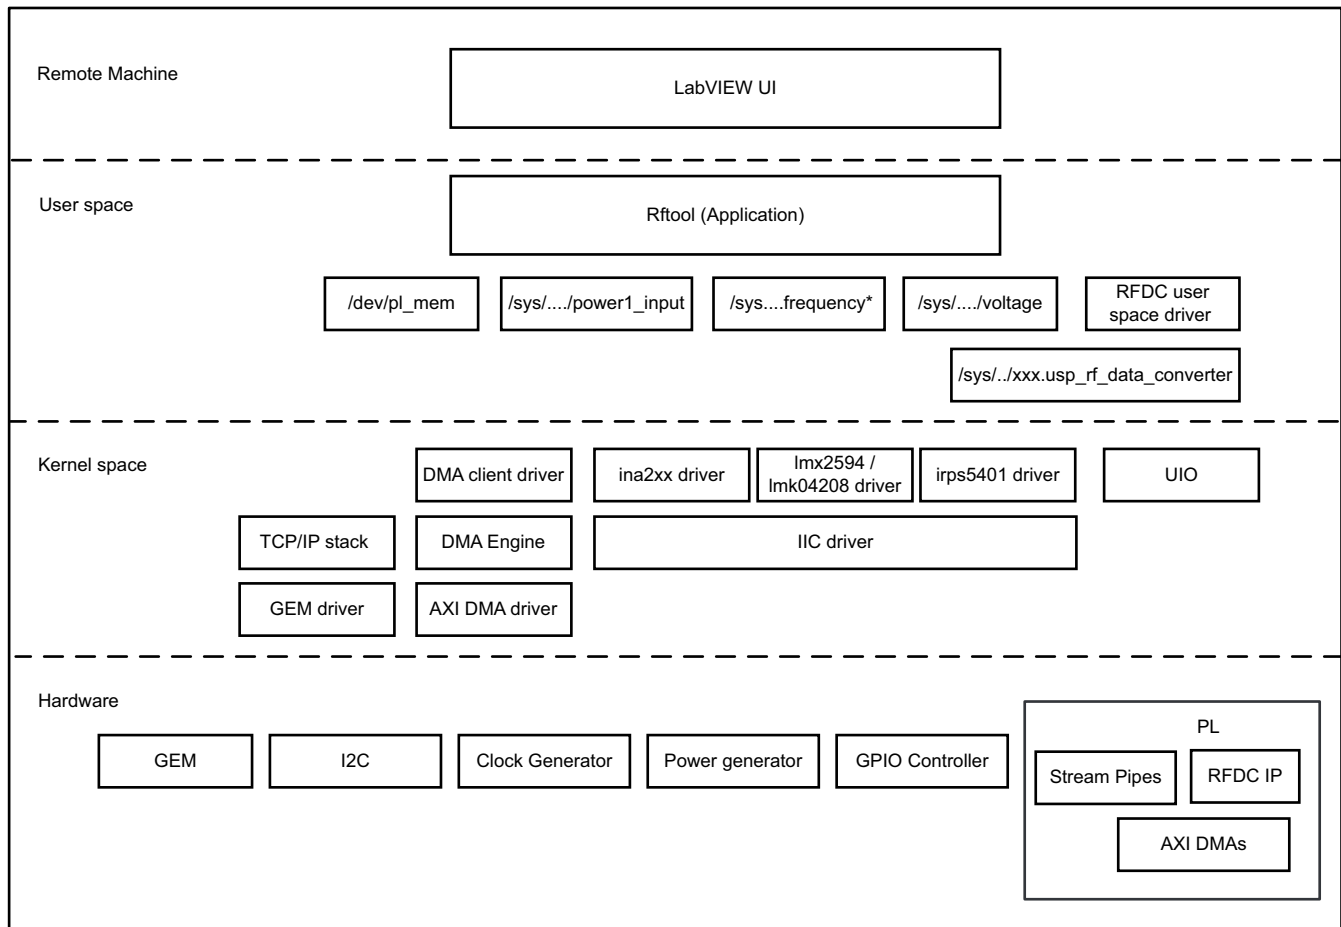 Remote Machine
LabVIEW UI
User space
Rftool (Application)
/dev/pl_mem
/sys/..../power1_input
/sys....frequency*
/sys/..../voltage
RFDC user
space driver
/sys/../xxx.usp_rf_data_converter
Kernel space
DMA client driver
ina2xx driver
lmx2594 /
lmk04208 driver
irps5401 driver
UIO
TCP/IP stack
DMA Engine
IIC driver
GEM driver
AXI DMA driver
Hardware
GEM
I2C
Clock Generator
Power generator
GPIO Controller
PL
Stream Pipes
RFDC IP
AXI DMAs